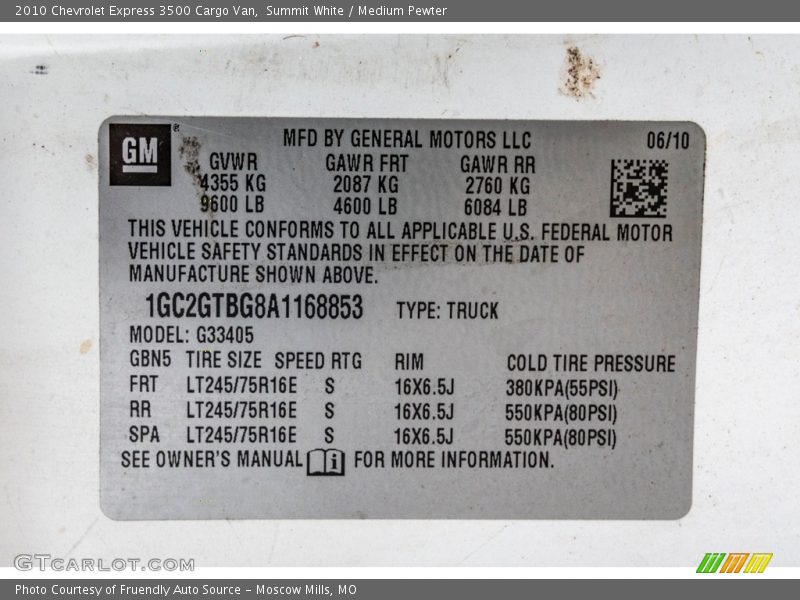 2010 Chevrolet Express 3500 Cargo Van,  Summit White / Medium Pewter
GM®
MFD BY GENERAL MOTORS LLC 06/10
GVWR GAWR FRT GAWR RR
4355 KG 2087 KG 2760 KG
9600 LB 4600 LB 6084 LB
THIS VEHICLE CONFORMS TO ALL APPLICABLE U.S. FEDERAL MOTOR
VEHICLE SAFETY STANDARDS IN EFFECT ON THE DATE OF
MANUFACTURE SHOWN ABOVE.
1GC2GTBG8A1168853 TYPE: TRUCK
MODEL: G33405
GBN5 TIRE SIZE SPEED RTG RIM COLD TIRE PRESSURE
FRT LT245/75R16E S 16X6.5J 380KPA(55PSI)
RR LT245/75R16E S 16X6.5J 550KPA(80PSI)
SPA LT245/75R16E S 16X6.5J 550KPA(80PSI)
SEE OWNER'S MANUAL i FOR MORE INFORMATION.
GTCARLOT.COM
Photo Courtesy of Fruendly Auto Source – Moscow Mills, MO